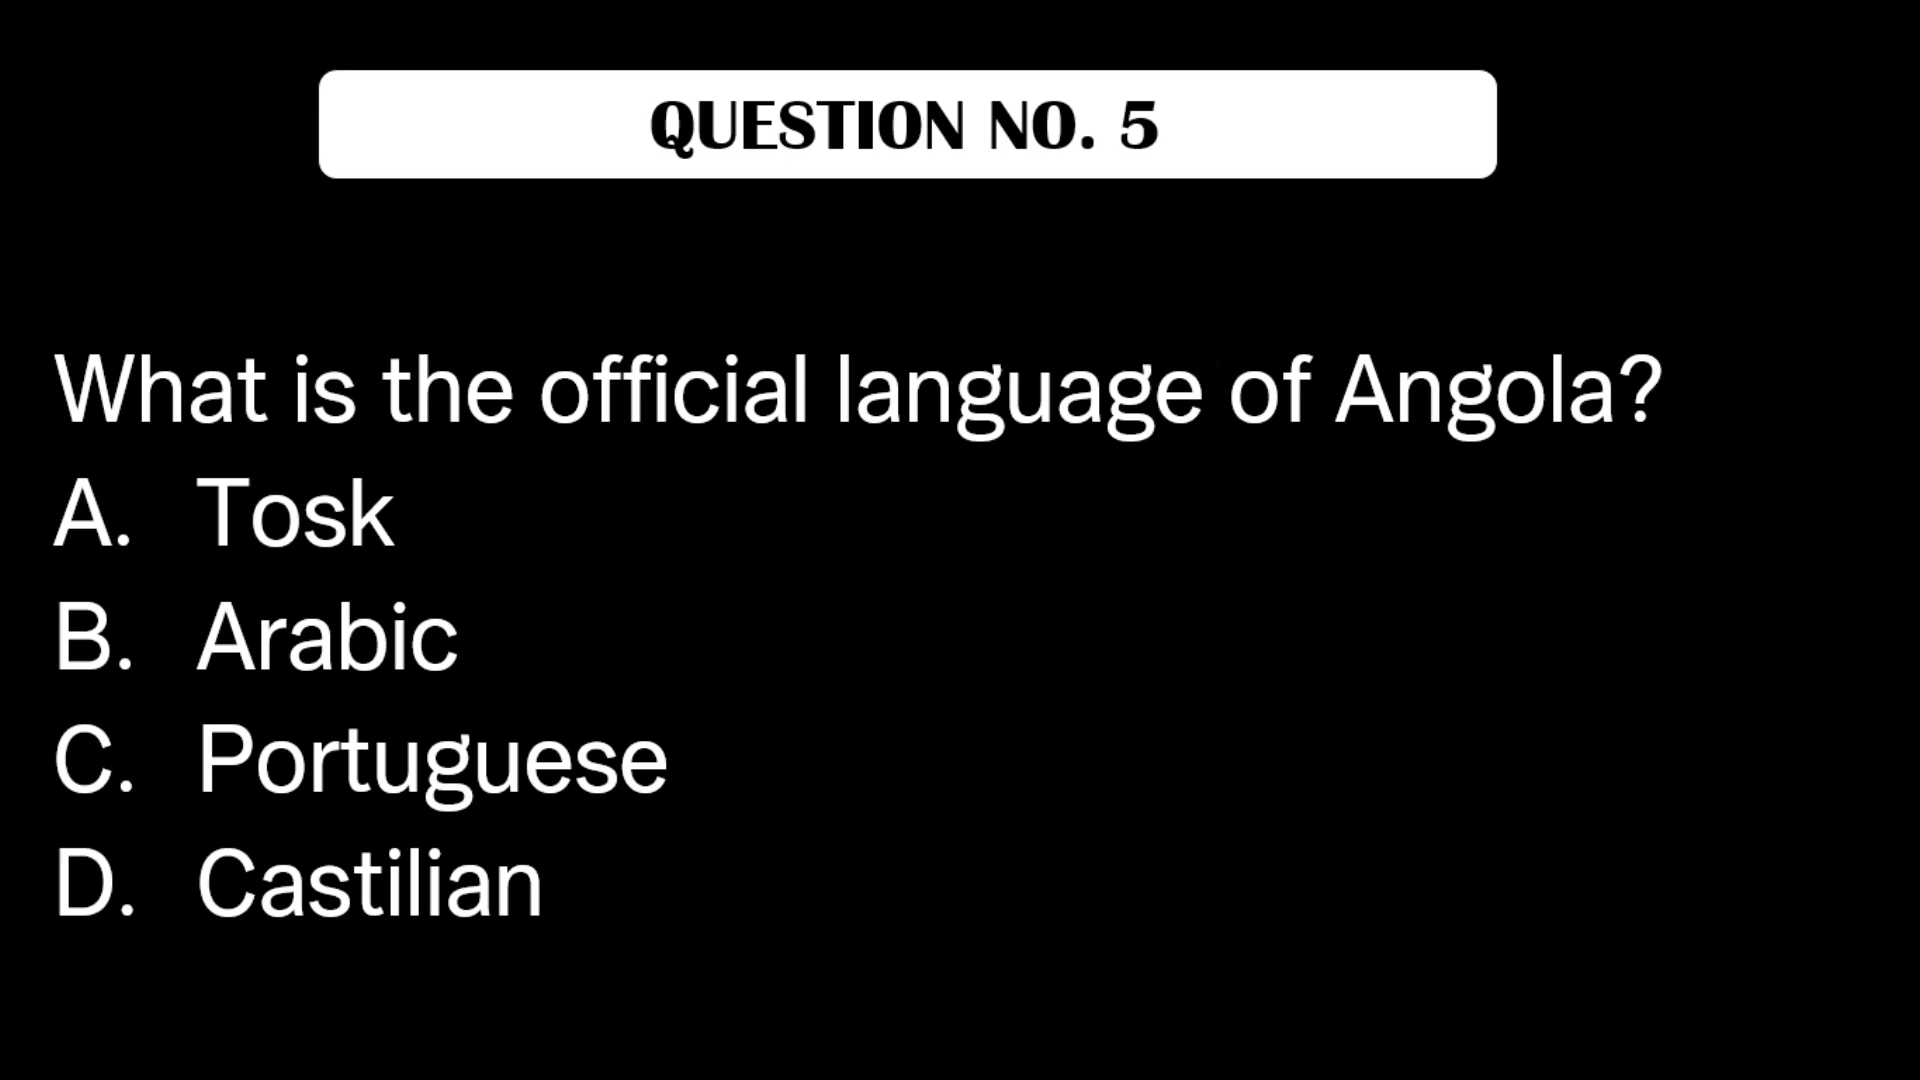 QUESTION NO. 5
What is the official language of Angola?
A. Tosk
B. Arabic
C. Portuguese
D. Castilian